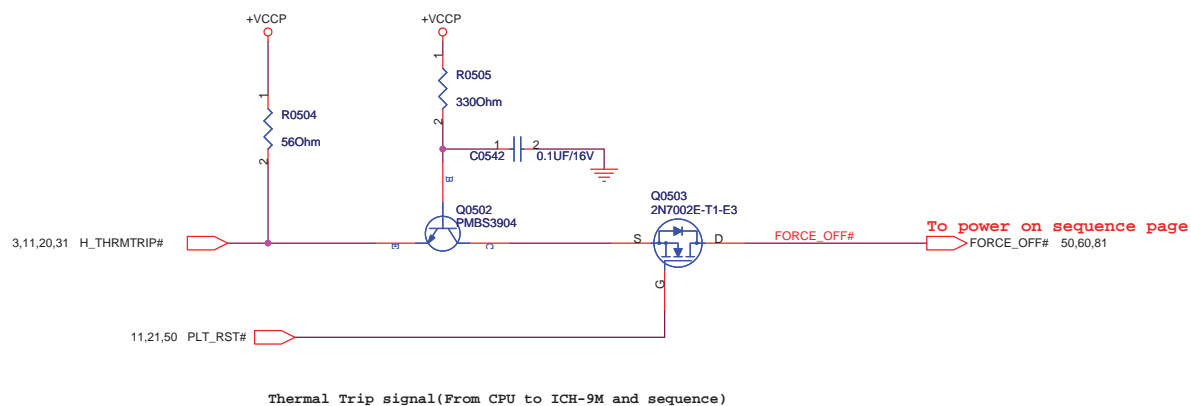 +VCCP
+VCCP
1
R0504
56Ohm
2
1
R0505
330Ohm
2
1
2
C0542
0.1UF/16V
B
Q0502
PMBS3904
E
C
Q0503
2N7002E-T1-E3
S
D
G
3,11,20,31 H_THRMTRIP#
FORCE_OFF#
To power on sequence page
FORCE_OFF# 50,60,81
11,21,50 PLT_RST#
Thermal Trip signal(From CPU to ICH-9M and sequence)